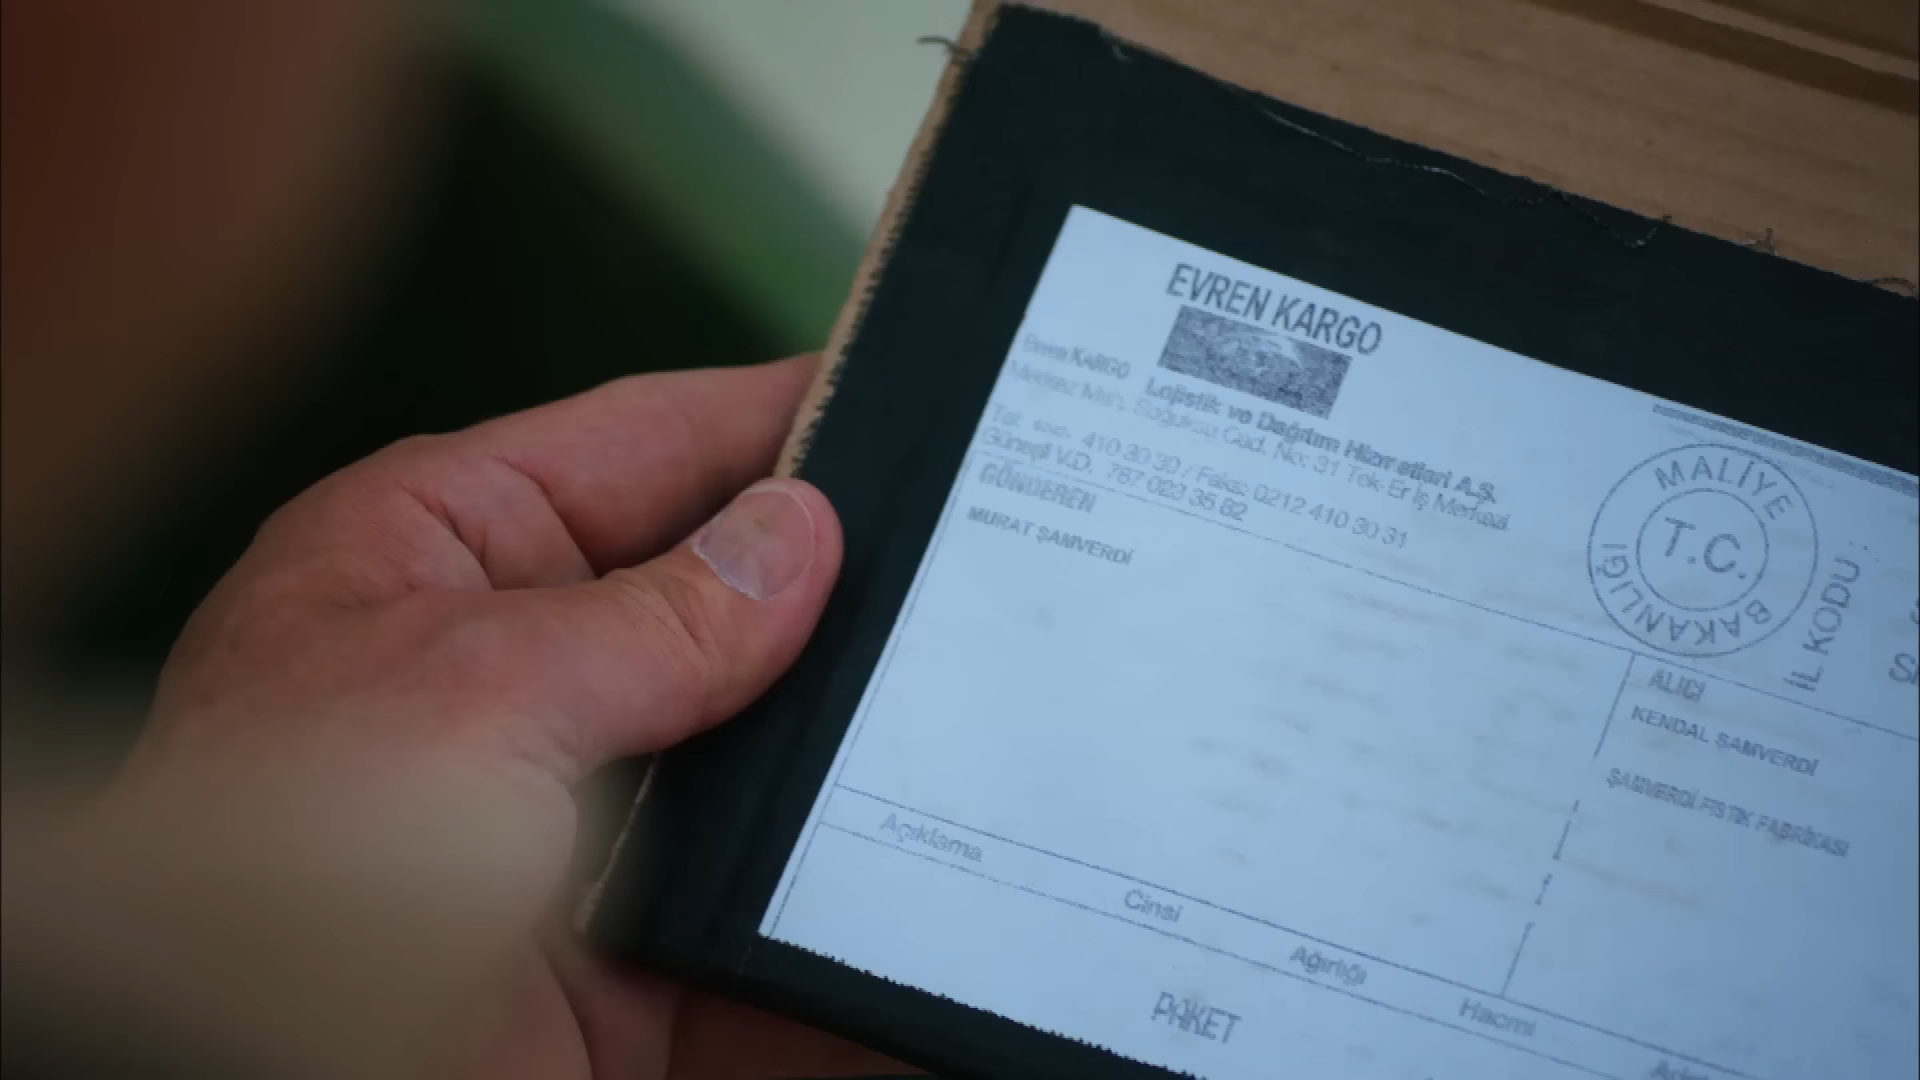 EVREN KARGO
Evren KARGO Lojistik ve Dağıtım Hizmetleri A.Ş.
Merkez Mah. Soğuksu Cad. No: 31 Tek-Er İş Merkezi
Tel: 410 30 30 / Faks: 0212 410 30 31
Güneşli V.D. 787 023 35 82
MALİYE BAKANLIĞI
T.C.
İL KODU :
GÖNDEREN
MURAT ŞAMVERDİ
ALICI
KENDAL ŞAMVERDİ
ŞAMVERDİ FISTIK FABRİKASI
Açıklama Cinsi Ağırlığı Hacmi
PAKET